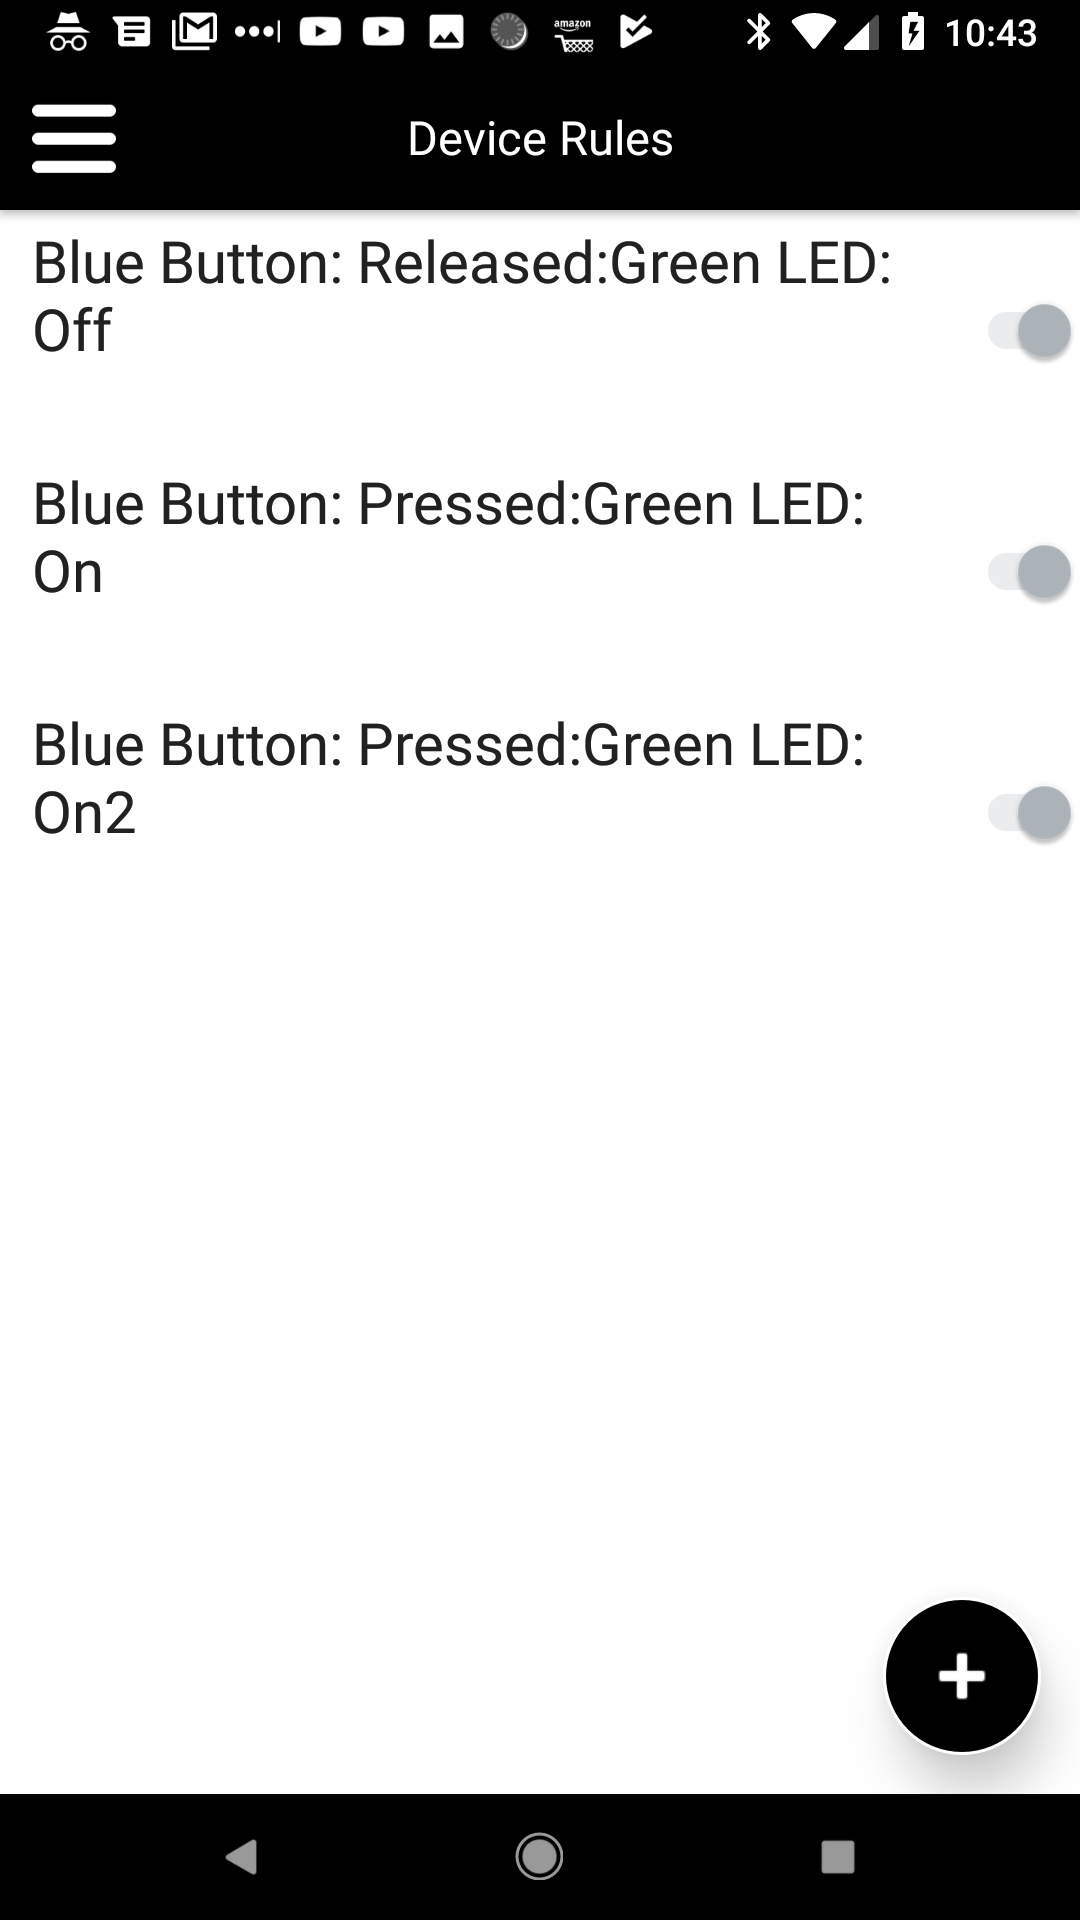 amazon
10:43
Device Rules
Blue Button: Released:Green LED:
Off
Blue Button: Pressed:Green LED:
On
Blue Button: Pressed:Green LED:
On2